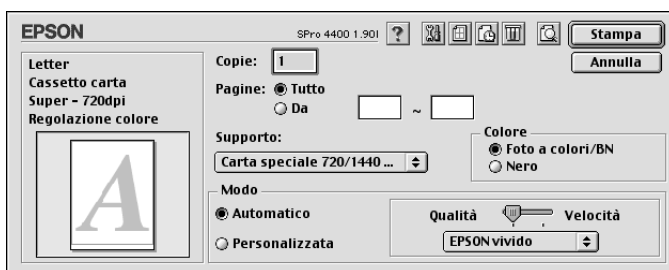 EPSON
SPro 4400 1.90I
?
Stampa
Annulla
Letter
Cassetto carta
Super - 720dpi
Regolazione colore
A
Copie: 1
Pagine: Tutto
Da ~
Supporto:
Carta speciale 720/1440 ...
Colore
Foto a colori/BN
Nero
Modo
Automatico
Personalizzata
Qualità Velocità
EPSON vivido